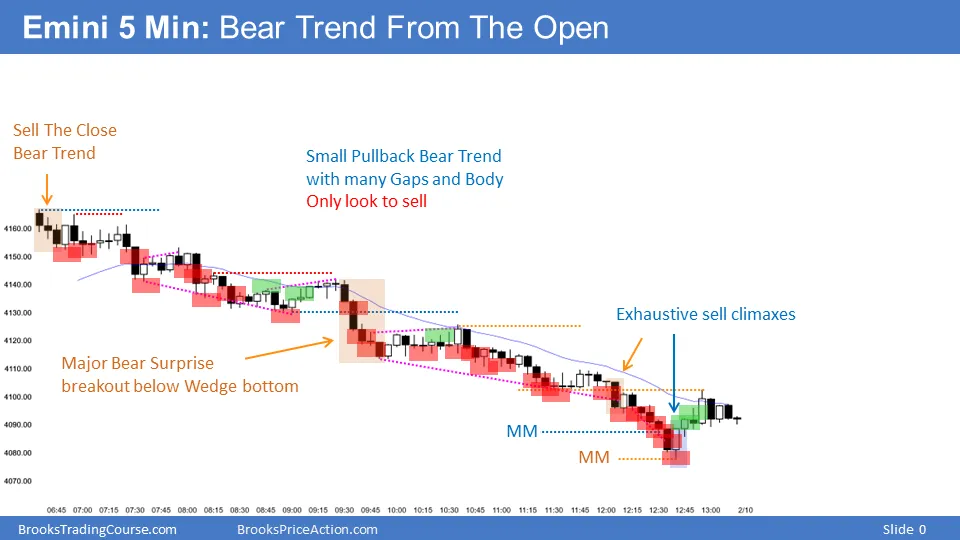 Emini 5 Min: Bear Trend From The Open
Sell The Close
Bear Trend
Small Pullback Bear Trend
with many Gaps and Body
Only look to sell
4160.00
4150.00
4140.00
4130.00
4120.00
4110.00
4100.00
4090.00
4080.00
4070.00
Exhaustive sell climaxes
Major Bear Surprise
breakout below Wedge bottom
MM
MM
06:45 07:00 07:15 07:30 07:45 08:00 08:15 08:30 08:45 09:00 09:15 09:30 09:45 10:00 10:15 10:30 10:45 11:00 11:15 11:30 11:45 12:00 12:15 12:30 12:45 13:00 2/10
BrooksTradingCourse.com BrooksPriceAction.com Slide 0